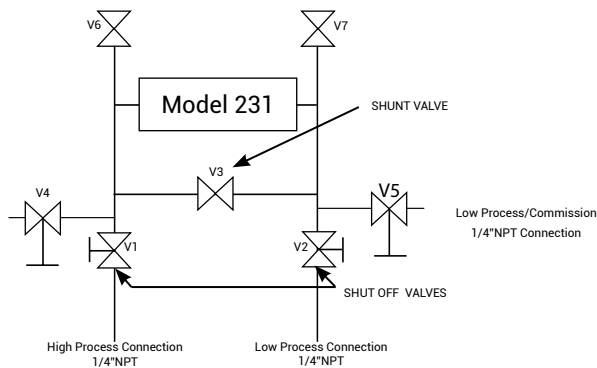 V6
V7
Model 231
SHUNT VALVE
V3
V4
V5
Low Process/Commission
1/4"NPT Connection
V1
V2
SHUT OFF VALVES
High Process Connection
1/4"NPT
Low Process Connection
1/4"NPT